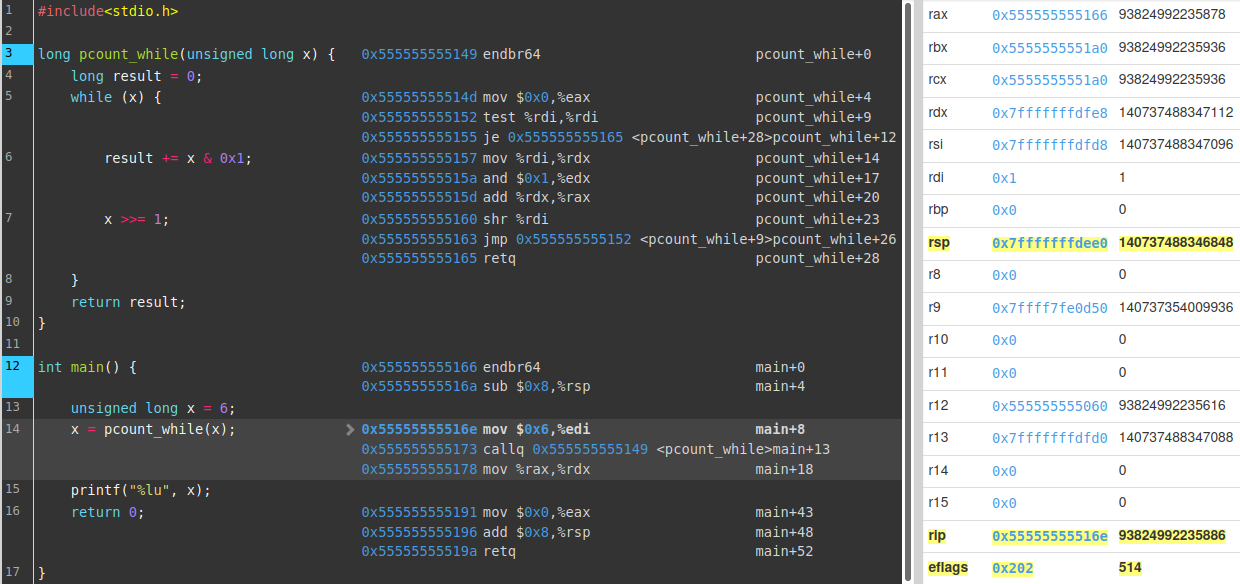 1 #include<stdio.h>
2
3 long pcount_while(unsigned long x) { 0x555555555149 endbr64 pcount_while+0
4 long result = 0;
5 while (x) { 0x55555555514d mov $0x0,%eax pcount_while+4
0x555555555152 test %rdi,%rdi pcount_while+9
0x555555555155 je 0x555555555165 <pcount_while+28>pcount_while+12
6 result += x & 0x1; 0x555555555157 mov %rdi,%rdx pcount_while+14
0x55555555515a and $0x1,%edx pcount_while+17
0x55555555515d add %rdx,%rax pcount_while+20
7 x >>= 1; 0x555555555160 shr %rdi pcount_while+23
0x555555555163 jmp 0x555555555152 <pcount_while+9>pcount_while+26
0x555555555165 retq pcount_while+28
8 }
9 return result;
10 }
11
12 int main() { 0x555555555166 endbr64 main+0
0x55555555516a sub $0x8,%rsp main+4
13 unsigned long x = 6;
14 x = pcount_while(x); 0x55555555516e mov $0x6,%edi main+8
0x555555555173 callq 0x555555555149 <pcount_while>main+13
0x555555555178 mov %rax,%rdx main+18
15 printf("%lu", x);
16 return 0; 0x555555555191 mov $0x0,%eax main+43
0x555555555196 add $0x8,%rsp main+48
0x55555555519a retq main+52
17 }
rax 0x555555555166 93824992235878
rbx 0x5555555551a0 93824992235936
rcx 0x5555555551a0 93824992235936
rdx 0x7fffffffdfe8 140737488347112
rsi 0x7fffffffdfd8 140737488347096
rdi 0x1 1
rbp 0x0 0
rsp 0x7fffffffdee0 140737488346848
r8 0x0 0
r9 0x7ffff7fe0d50 140737354009936
r10 0x0 0
r11 0x0 0
r12 0x555555555060 93824992235616
r13 0x7fffffffdfd0 140737488347088
r14 0x0 0
r15 0x0 0
rip 0x55555555516e 93824992235886
eflags 0x202 514